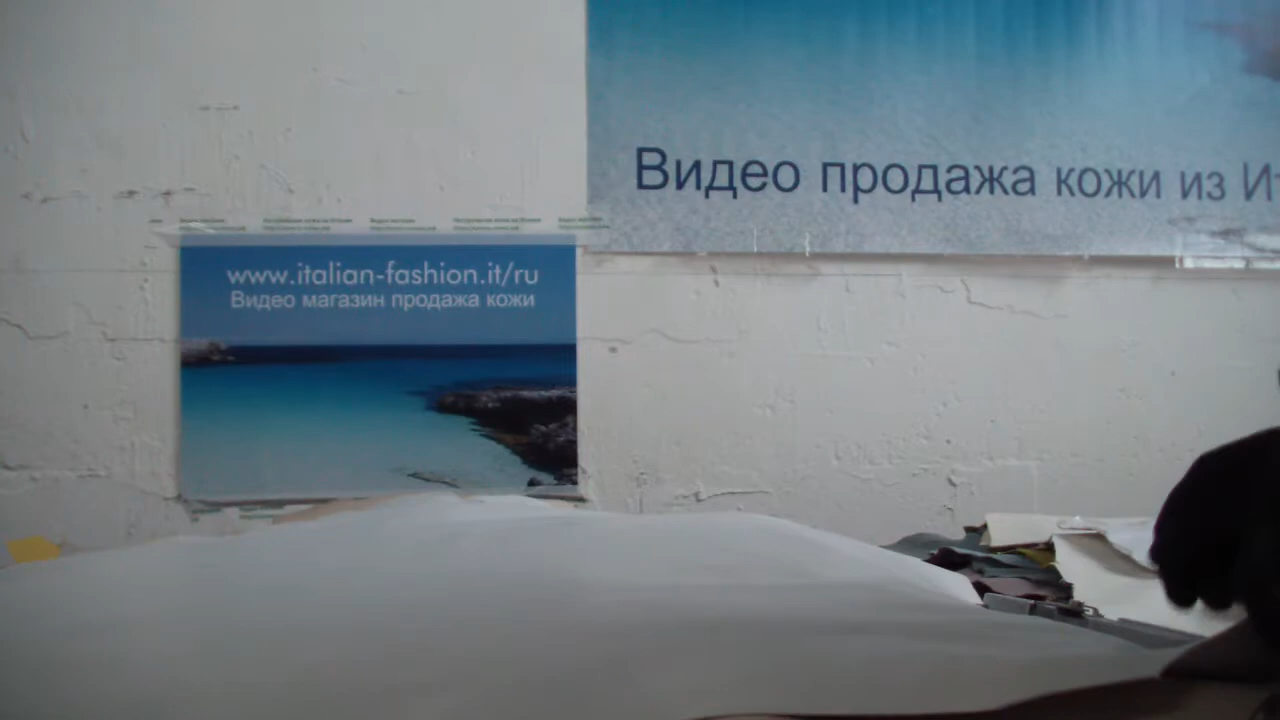 Видео продажа кожи из
www.italian-fashion.it/ru
Видео магазин продажа кожи